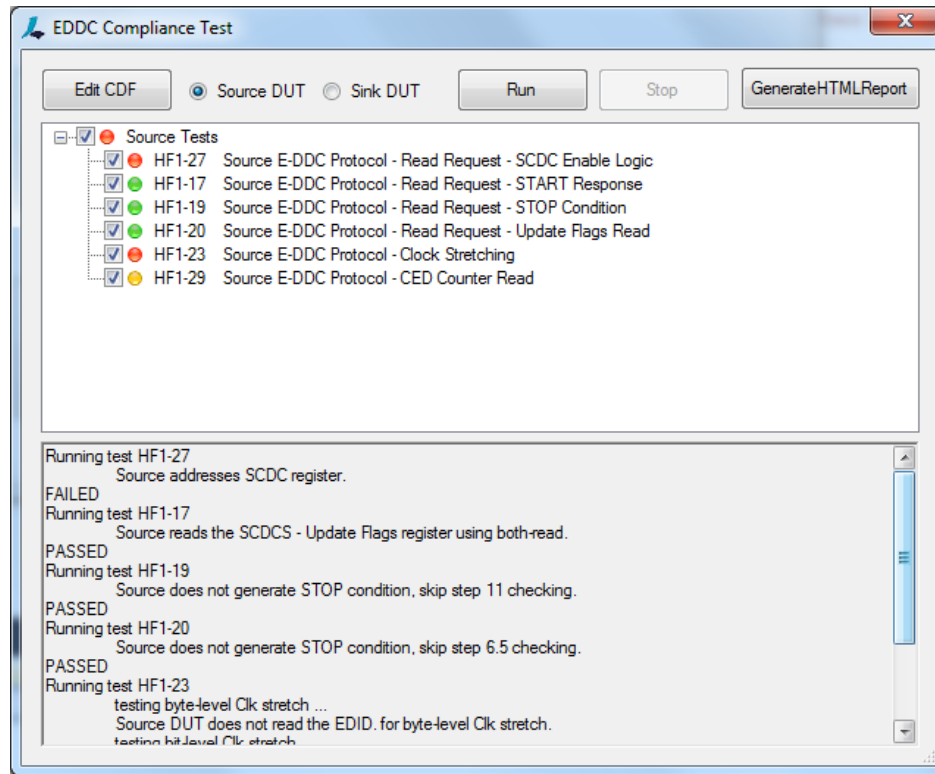 EDDC Compliance Test
Edit CDF Source DUT Sink DUT Run Stop GenerateHTMLReport
Source Tests
HF1-27 Source E-DDC Protocol - Read Request - SCDC Enable Logic
HF1-17 Source E-DDC Protocol - Read Request - START Response
HF1-19 Source E-DDC Protocol - Read Request - STOP Condition
HF1-20 Source E-DDC Protocol - Read Request - Update Flags Read
HF1-23 Source E-DDC Protocol - Clock Stretching
HF1-29 Source E-DDC Protocol - CED Counter Read
Running test HF1-27
Source addresses SCDC register.
FAILED
Running test HF1-17
Source reads the SCDCS - Update Flags register using both-read.
PASSED
Running test HF1-19
Source does not generate STOP condition, skip step 11 checking.
PASSED
Running test HF1-20
Source does not generate STOP condition, skip step 6.5 checking.
PASSED
Running test HF1-23
testing byte-level Clk stretch ...
Source DUT does not read the EDID. for byte-level Clk stretch.
testing bit-level Clk stretch